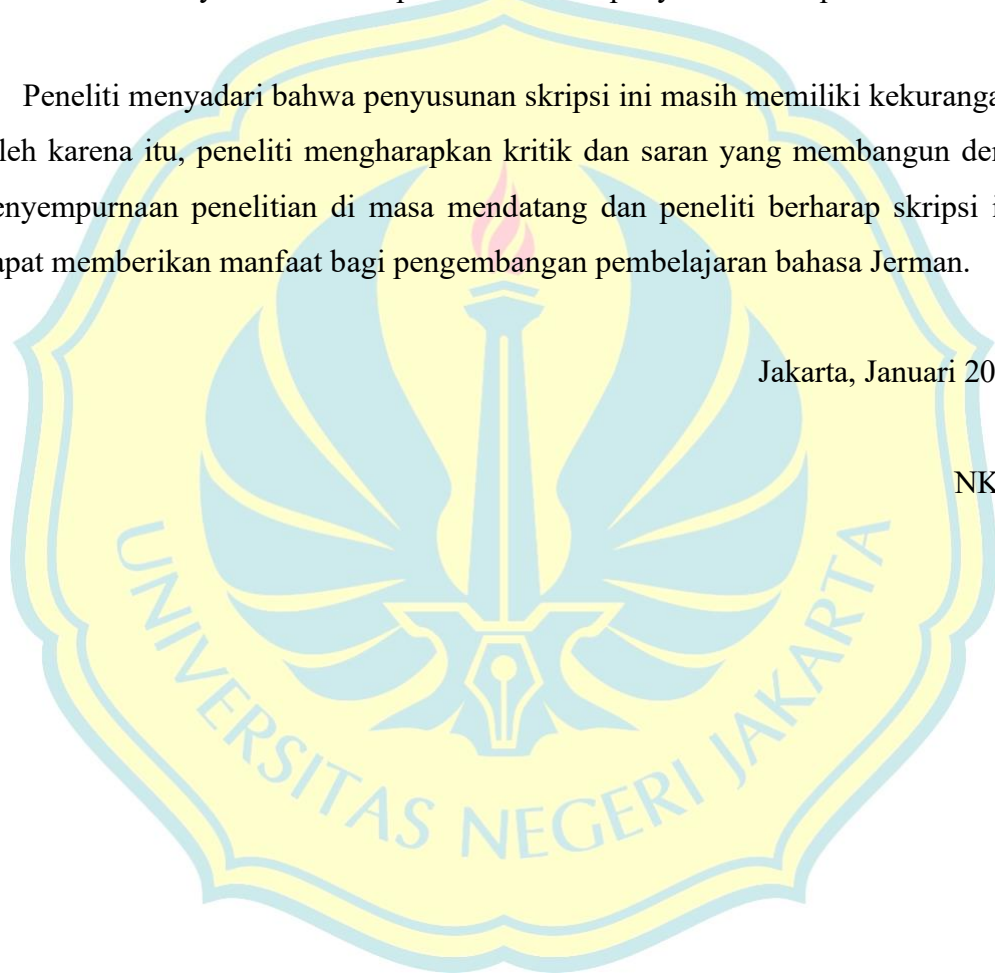 Peneliti menyadari bahwa penyusunan skripsi ini masih memiliki kekuranga
leh karena itu, peneliti mengharapkan kritik dan saran yang membangun der
enyempurnaan penelitian di masa mendatang dan peneliti berharap skripsi i
apat memberikan manfaat bagi pengembangan pembelajaran bahasa Jerman.
Jakarta, Januari 20
NK
UNIVERSITAS NEGERI JAKARTA